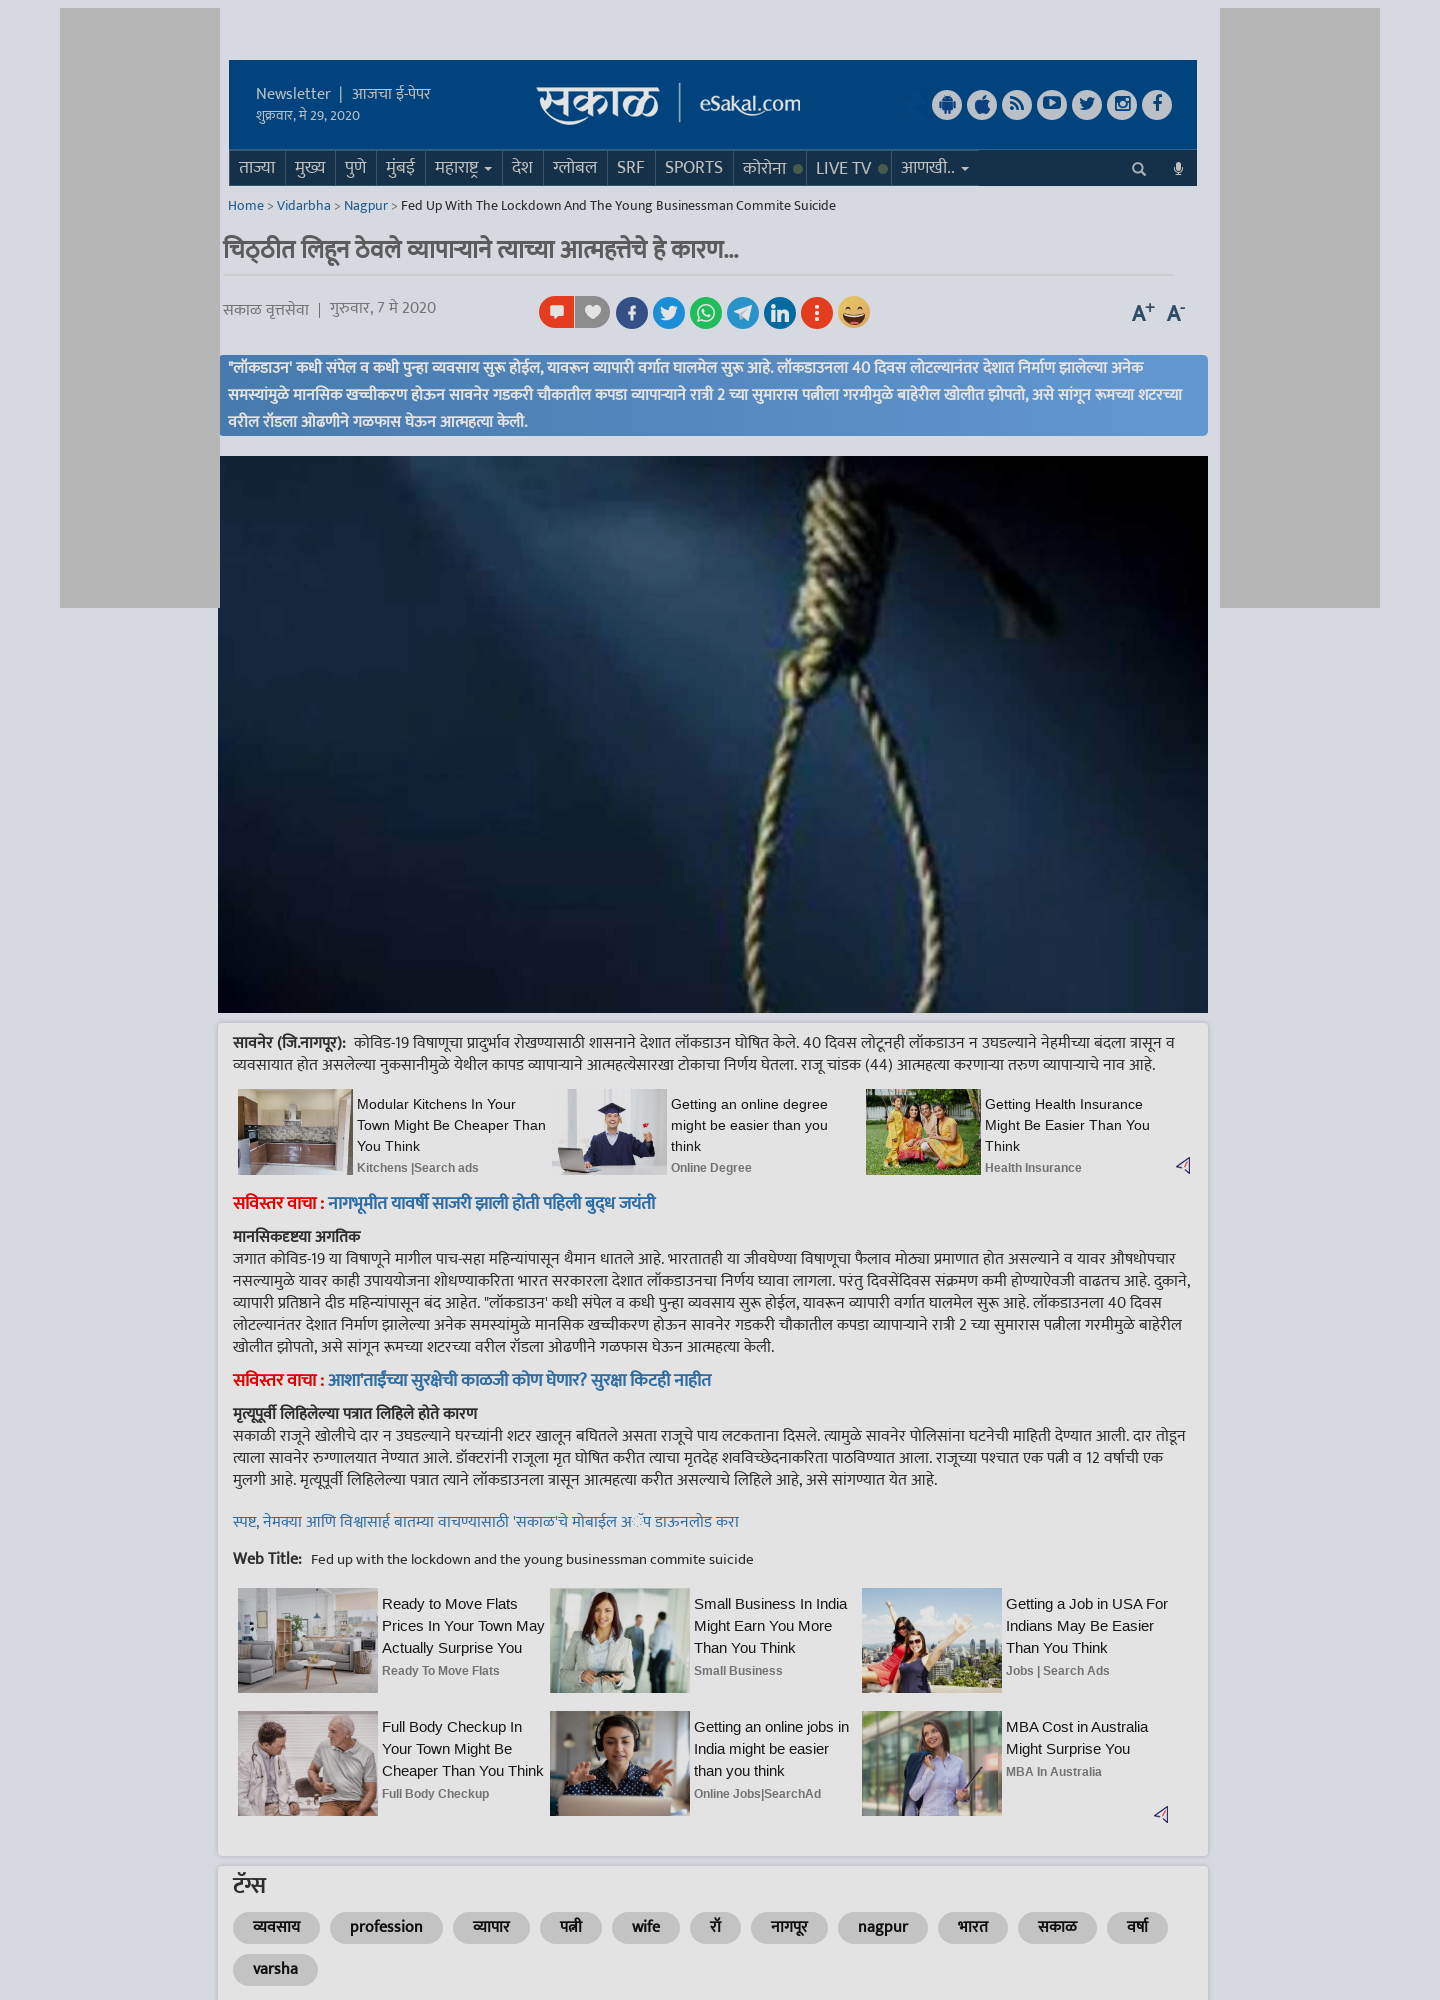 Newsletter | आजचा ई-पेपर
शुक्रवार, मे 29, 2020
सकाळ | eSakal.com
ताज्या मुख्य पुणे मुंबई महाराष्ट्र देश ग्लोबल SRF SPORTS कोरोना LIVE TV आणखी..
Home > Vidarbha > Nagpur > Fed Up With The Lockdown And The Young Businessman Commite Suicide
चिठ्ठीत लिहून ठेवले व्यापाऱ्याने त्याच्या आत्महत्तेचे हे कारण...
सकाळ वृत्तसेवा | गुरुवार, 7 मे 2020
A+ A-
"लॉकडाउन' कधी संपेल व कधी पुन्हा व्यवसाय सुरू होईल, यावरून व्यापारी वर्गात घालमेल सुरू आहे. लॉकडाउनला 40 दिवस लोटल्यानंतर देशात निर्माण झालेल्या अनेक
समस्यांमुळे मानसिक खच्चीकरण होऊन सावनेर गडकरी चौकातील कपडा व्यापाऱ्याने रात्री 2 च्या सुमारास पत्नीला गरमीमुळे बाहेरील खोलीत झोपतो, असे सांगून रूमच्या शटरच्या
वरील रॉडला ओढणीने गळफास घेऊन आत्महत्या केली.
सावनेर (जि.नागपूर): कोविड-19 विषाणूचा प्रादुर्भाव रोखण्यासाठी शासनाने देशात लॉकडाउन घोषित केले. 40 दिवस लोटूनही लॉकडाउन न उघडल्याने नेहमीच्या बंदला त्रासून व
व्यवसायात होत असलेल्या नुकसानीमुळे येथील कापड व्यापाऱ्याने आत्महत्येसारखा टोकाचा निर्णय घेतला. राजू चांडक (44) आत्महत्या करणाऱ्या तरुण व्यापाऱ्याचे नाव आहे.
Modular Kitchens In Your
Town Might Be Cheaper Than
You Think
Kitchens |Search ads
Getting an online degree
might be easier than you
think
Online Degree
Getting Health Insurance
Might Be Easier Than You
Think
Health Insurance
सविस्तर वाचा : नागभूमीत यावर्षी साजरी झाली होती पहिली बुद्ध जयंती
मानसिकदृष्टया अगतिक
जगात कोविड-19 या विषाणूने मागील पाच-सहा महिन्यांपासून थैमान धातले आहे. भारतातही या जीवघेण्या विषाणूचा फैलाव मोठ्या प्रमाणात होत असल्याने व यावर औषधोपचार
नसल्यामुळे यावर काही उपाययोजना शोधण्याकरिता भारत सरकारला देशात लॉकडाउनचा निर्णय घ्यावा लागला. परंतु दिवसेंदिवस संक्रमण कमी होण्याऐवजी वाढतच आहे. दुकाने,
व्यापारी प्रतिष्ठाने दीड महिन्यांपासून बंद आहेत. "लॉकडाउन' कधी संपेल व कधी पुन्हा व्यवसाय सुरू होईल, यावरून व्यापारी वर्गात घालमेल सुरू आहे. लॉकडाउनला 40 दिवस
लोटल्यानंतर देशात निर्माण झालेल्या अनेक समस्यांमुळे मानसिक खच्चीकरण होऊन सावनेर गडकरी चौकातील कपडा व्यापाऱ्याने रात्री 2 च्या सुमारास पत्नीला गरमीमुळे बाहेरील
खोलीत झोपतो, असे सांगून रूमच्या शटरच्या वरील रॉडला ओढणीने गळफास घेऊन आत्महत्या केली.
सविस्तर वाचा : आशा'ताईंच्या सुरक्षेची काळजी कोण घेणार? सुरक्षा किटही नाहीत
मृत्यूपूर्वी लिहिलेल्या पत्रात लिहिले होते कारण
सकाळी राजूने खोलीचे दार न उघडल्याने घरच्यांनी शटर खालून बघितले असता राजूचे पाय लटकताना दिसले. त्यामुळे सावनेर पोलिसांना घटनेची माहिती देण्यात आली. दार तोडून
त्याला सावनेर रुग्णालयात नेण्यात आले. डॉक्टरांनी राजूला मृत घोषित करीत त्याचा मृतदेह शवविच्छेदनाकरिता पाठविण्यात आला. राजूच्या पश्चात एक पत्नी व 12 वर्षाची एक
मुलगी आहे. मृत्यूपूर्वी लिहिलेल्या पत्रात त्याने लॉकडाउनला त्रासून आत्महत्या करीत असल्याचे लिहिले आहे, असे सांगण्यात येत आहे.
स्पष्ट, नेमक्या आणि विश्वासार्ह बातम्या वाचण्यासाठी 'सकाळ'चे मोबाईल अॅप डाऊनलोड करा
Web Title: Fed up with the lockdown and the young businessman commite suicide
Ready to Move Flats
Prices In Your Town May
Actually Surprise You
Ready To Move Flats
Small Business In India
Might Earn You More
Than You Think
Small Business
Getting a Job in USA For
Indians May Be Easier
Than You Think
Jobs | Search Ads
Full Body Checkup In
Your Town Might Be
Cheaper Than You Think
Full Body Checkup
Getting an online jobs in
India might be easier
than you think
Online Jobs|SearchAd
MBA Cost in Australia
Might Surprise You
MBA In Australia
टॅग्स
व्यवसाय profession व्यापार पत्नी wife रॉ नागपूर nagpur भारत सकाळ वर्षा
varsha